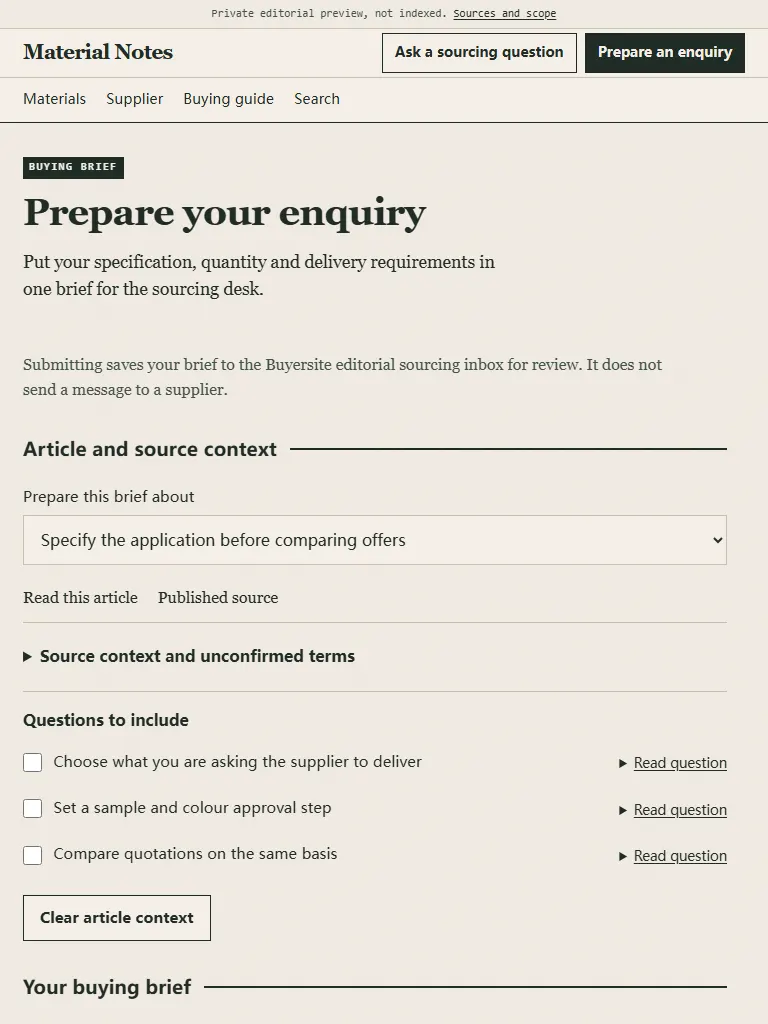 Private editorial preview, not indexed. Sources and scope
Material Notes
Ask a sourcing question
Prepare an enquiry
Materials Supplier Buying guide Search
BUYING BRIEF
Prepare your enquiry
Put your specification, quantity and delivery requirements in
one brief for the sourcing desk.
Submitting saves your brief to the Buyersite editorial sourcing inbox for review. It does not
send a message to a supplier.
Article and source context
Prepare this brief about
Specify the application before comparing offers
Read this article Published source
Source context and unconfirmed terms
Questions to include
Choose what you are asking the supplier to deliver Read question
Set a sample and colour approval step Read question
Compare quotations on the same basis Read question
Clear article context
Your buying brief